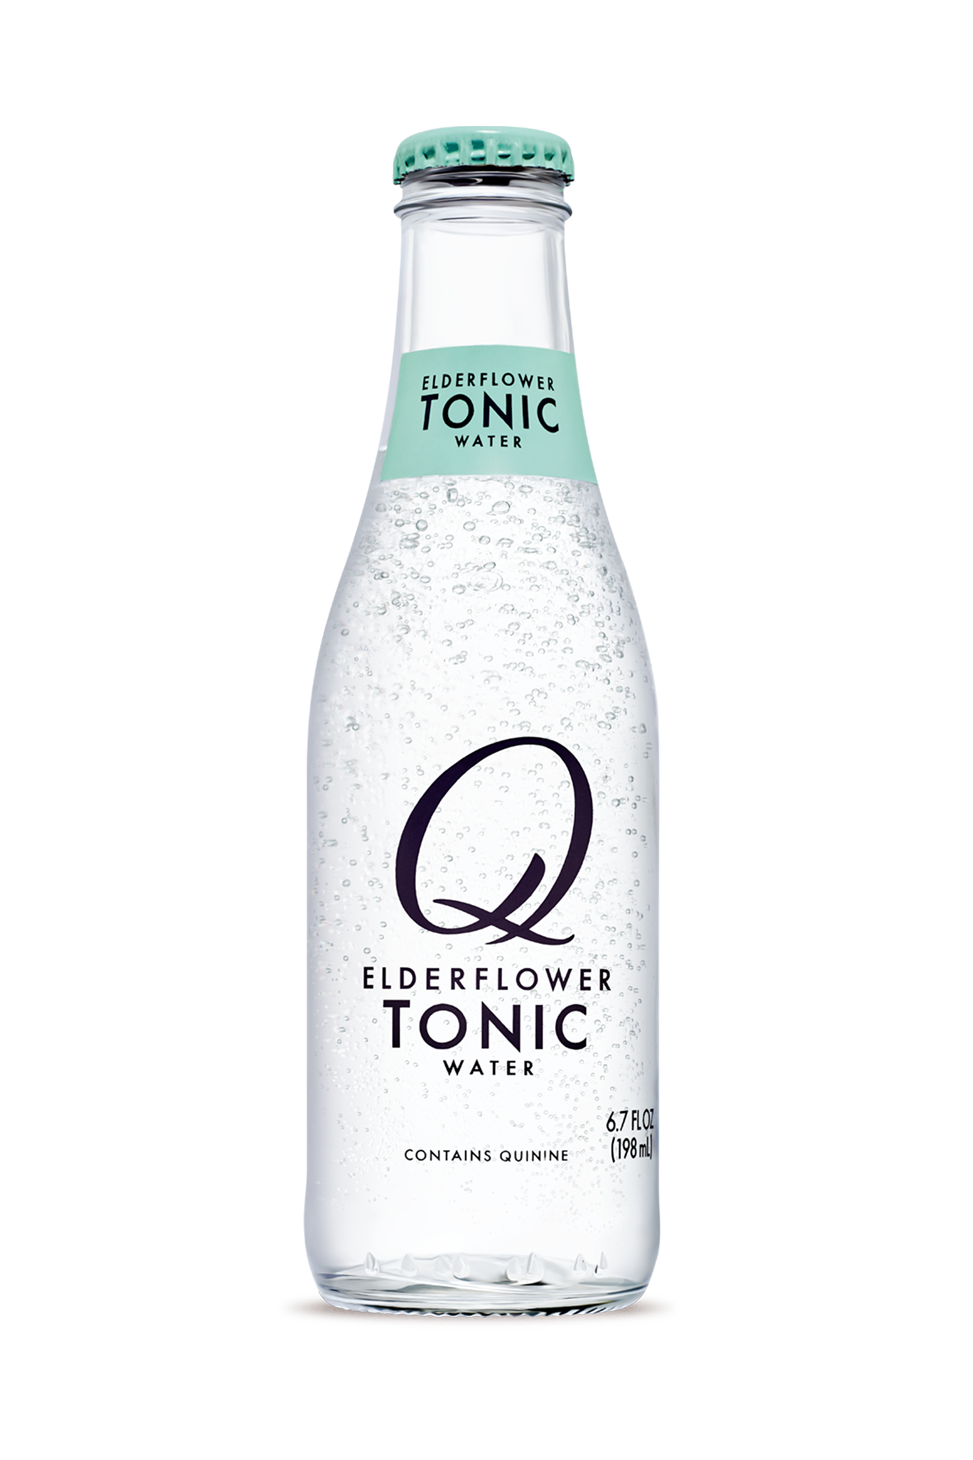 ELDERFLOWER
TONIC
WATER
Q
ELDERFLOWER
TONIC
WATER
6.7 FL OZ
(198 mL)
CONTAINS QUININE